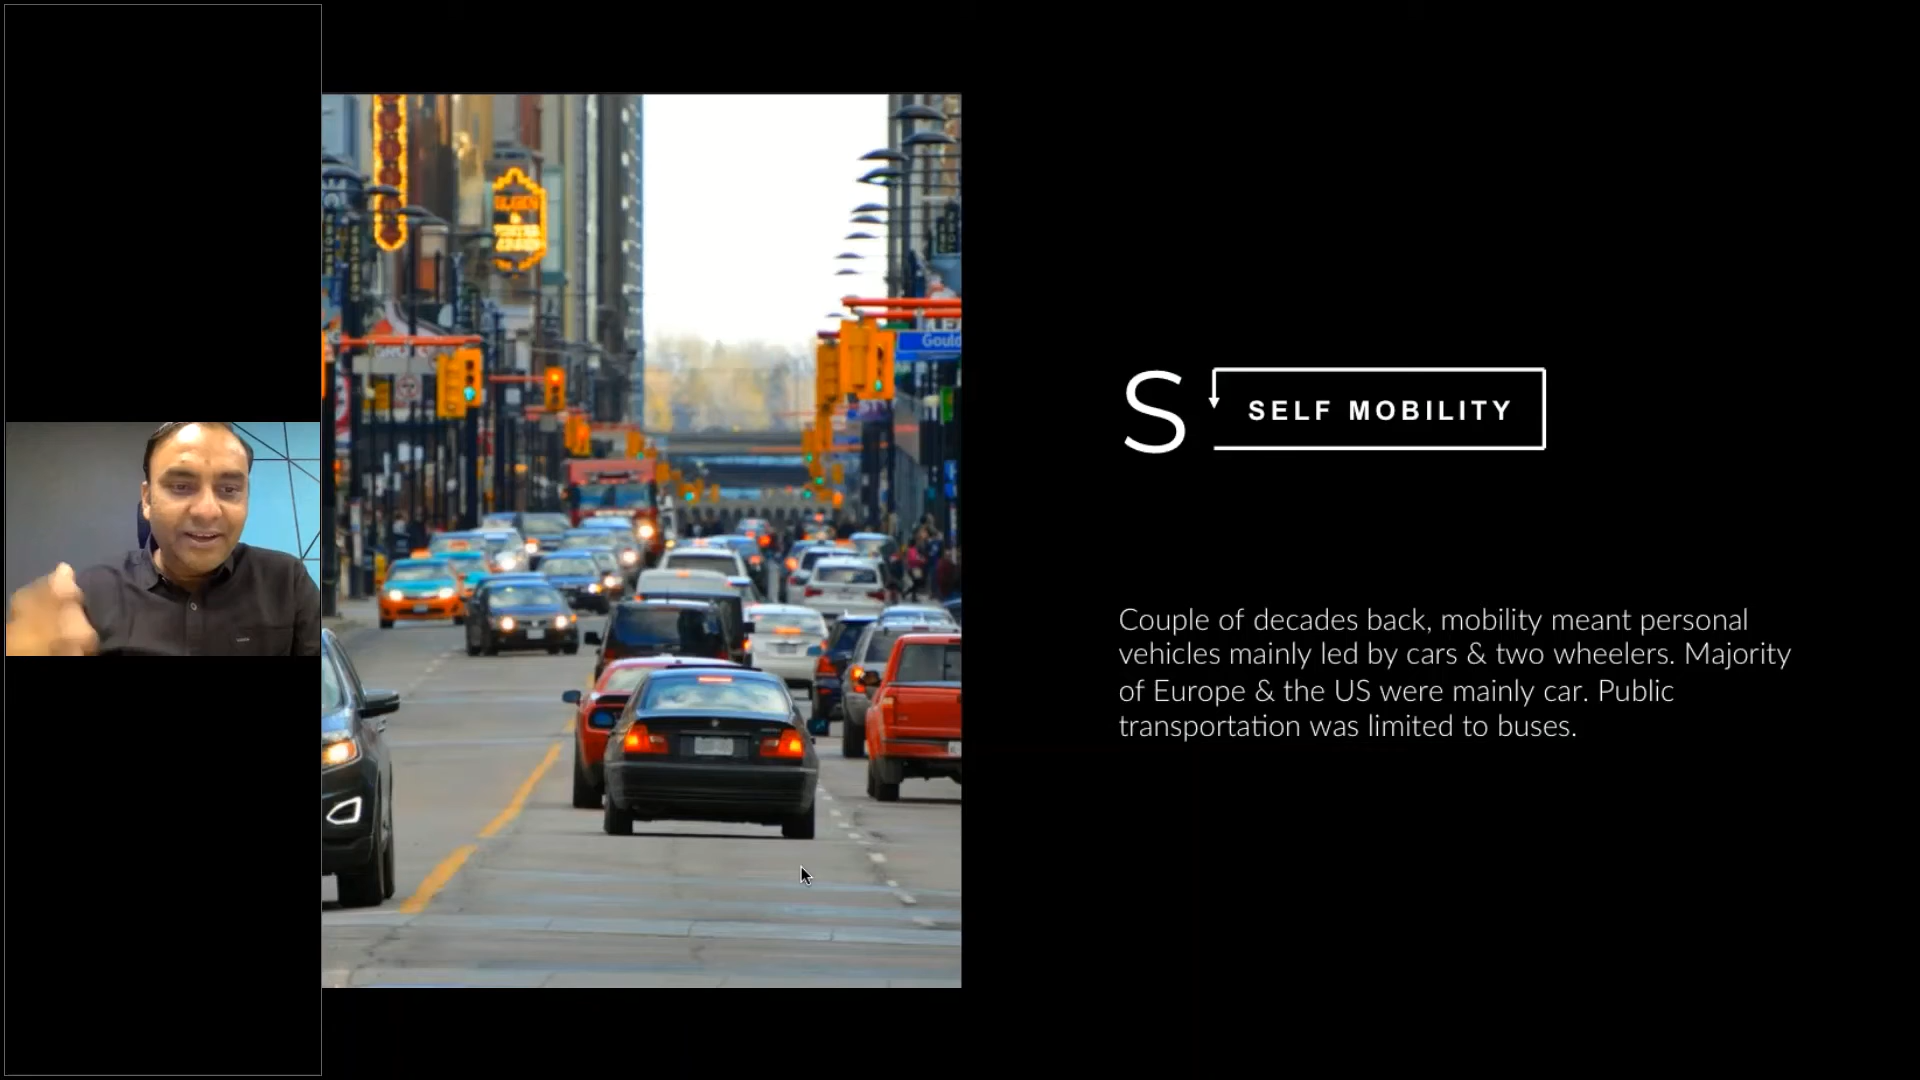 Gould
S
SELF MOBILITY
Couple of decades back, mobility meant personal
vehicles mainly led by cars & two wheelers. Majority
of Europe & the US were mainly car. Public
transportation was limited to buses.